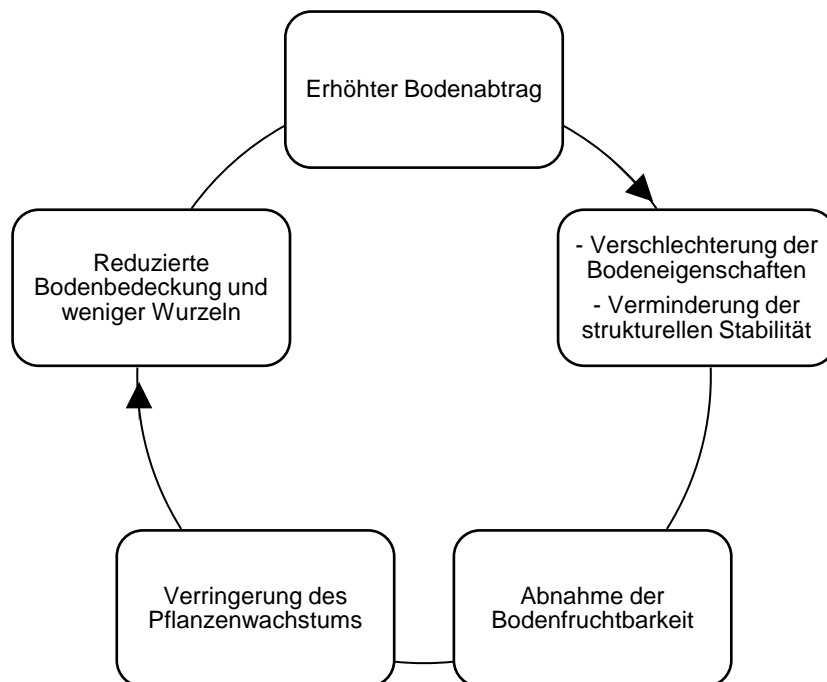 Erhöhter Bodenabtrag
- Verschlechterung der
Bodeneigenschaften
- Verminderung der
strukturellen Stabilität
Abnahme der
Bodenfruchtbarkeit
Verringerung des
Pflanzenwachstums
Reduzierte
Bodenbedeckung und
weniger Wurzeln